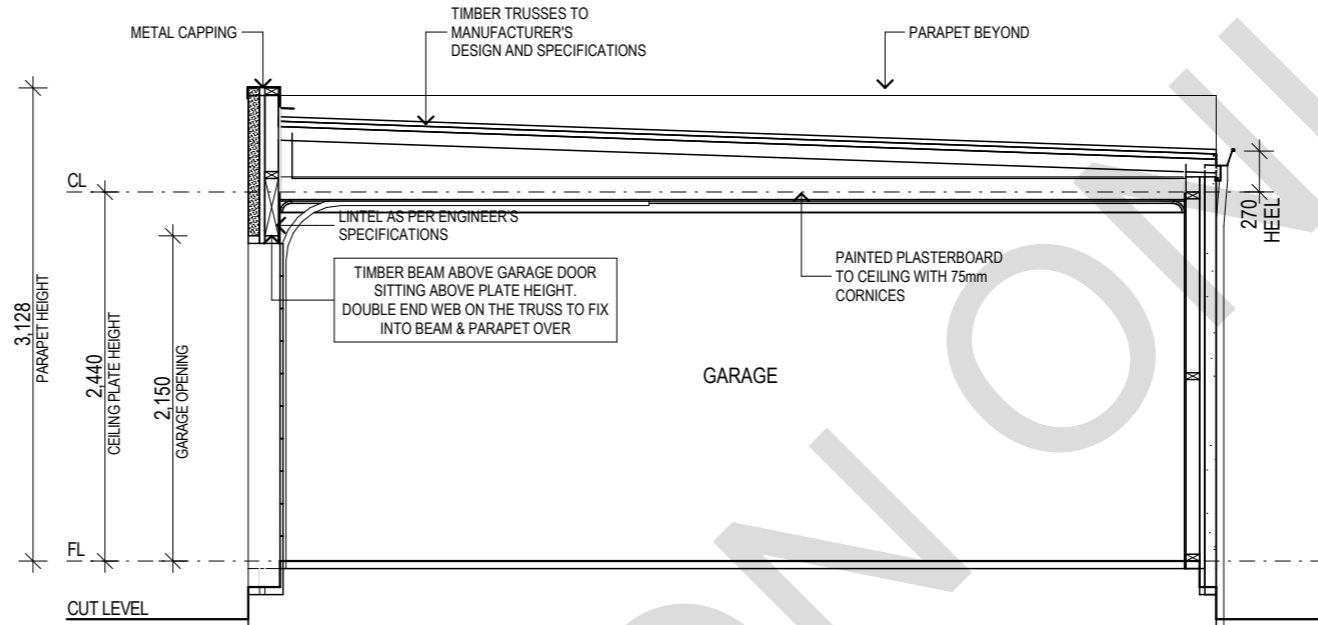 METAL CAPPING
TIMBER TRUSSES TO
MANUFACTURER'S
DESIGN AND SPECIFICATIONS
PARAPET BEYOND
CL
LINTEL AS PER ENGINEER'S
SPECIFICATIONS
TIMBER BEAM ABOVE GARAGE DOOR
SITTING ABOVE PLATE HEIGHT.
DOUBLE END WEB ON THE TRUSS TO FIX
INTO BEAM & PARAPET OVER
PAINTED PLASTERBOARD
TO CEILING WITH 75mm
CORNICES
270
HEEL
3,128
PARAPET HEIGHT
2,440
CEILING PLATE HEIGHT
2,150
GARAGE OPENING
GARAGE
FL
CUT LEVEL